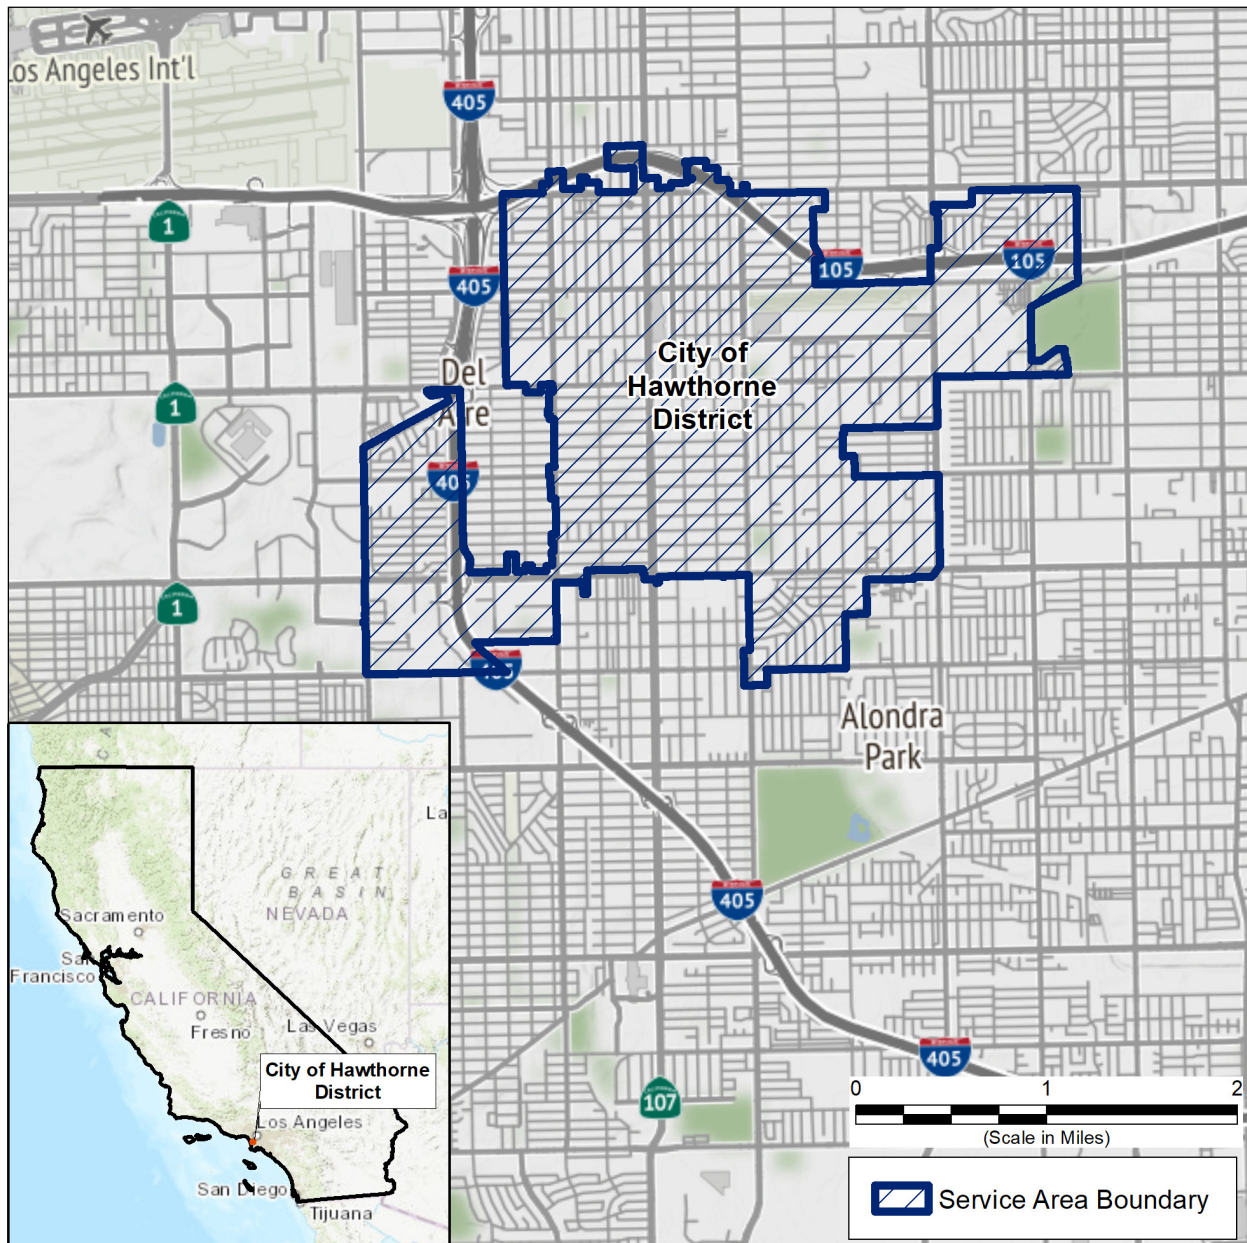 Los Angeles Int'l
405
1
405
105
105
City of
Hawthorne
District
Del
Aire
1
405
1
405
Alondra
Park
405
405
CALIFORNIA
107
La
GREAT
BASIN
NEVADA
Sacramento
San
Francisco
CALIFORNIA
Fresno
Las Vegas
City of Hawthorne
District
Los Angeles
San Diego
Tijuana
0 1 2
(Scale in Miles)
Service Area Boundary